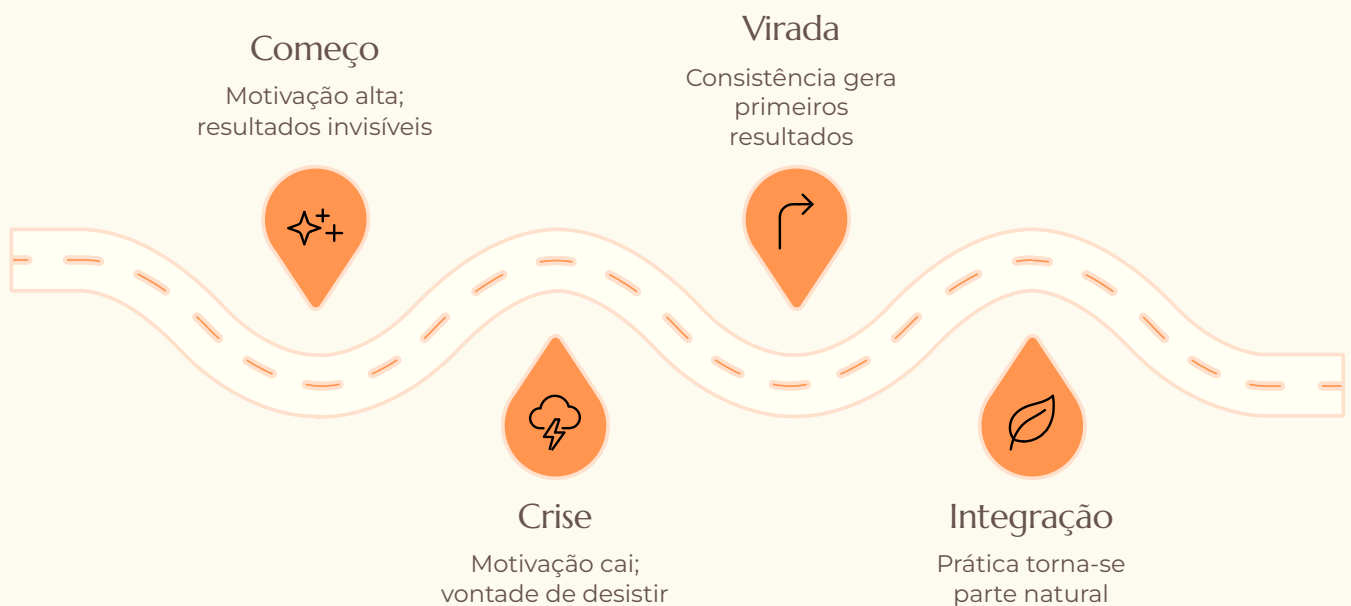 Começo
Motivação alta;
resultados invisíveis
Crise
Motivação cai;
vontade de desistir
Virada
Consistência gera
primeiros
resultados
Integração
Prática torna-se
parte natural